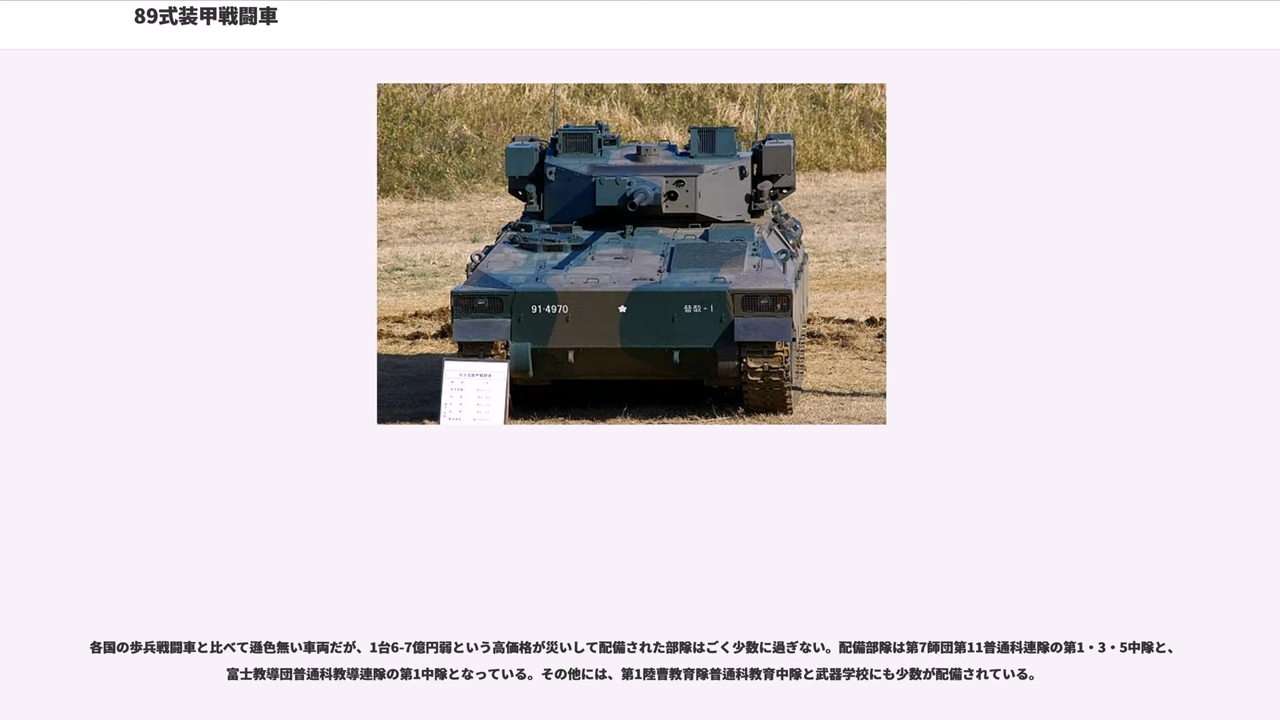 89式装甲戦闘車
91-4970
教 - 1
各国の歩兵戦闘車と比べて遜色無い車両だが、1台6-7億円弱という高価格が災いして配備された部隊はごく少数に過ぎない。配備部隊は第7師団第11普通科連隊の第1・3・5中隊と、
富士教導団普通科教導連隊の第1中隊となっている。その他には、第1陸曹教育隊普通科教育中隊と武器学校にも少数が配備されている。